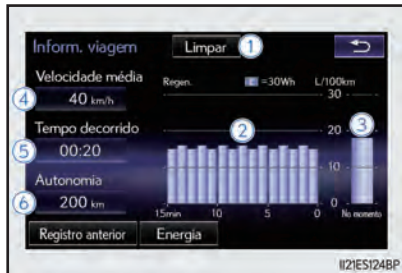 Inform. viagem
Limpar
1
Velocidade média
4
40 km/h
Regen.
E =30Wh
L/100km
30
Tempo decorrido
5
00:20
2
3
20
Autonomia
6
200 km
10
0
15min
10
5
0
No momento
Registro anterior
Energia
II21ES124BP